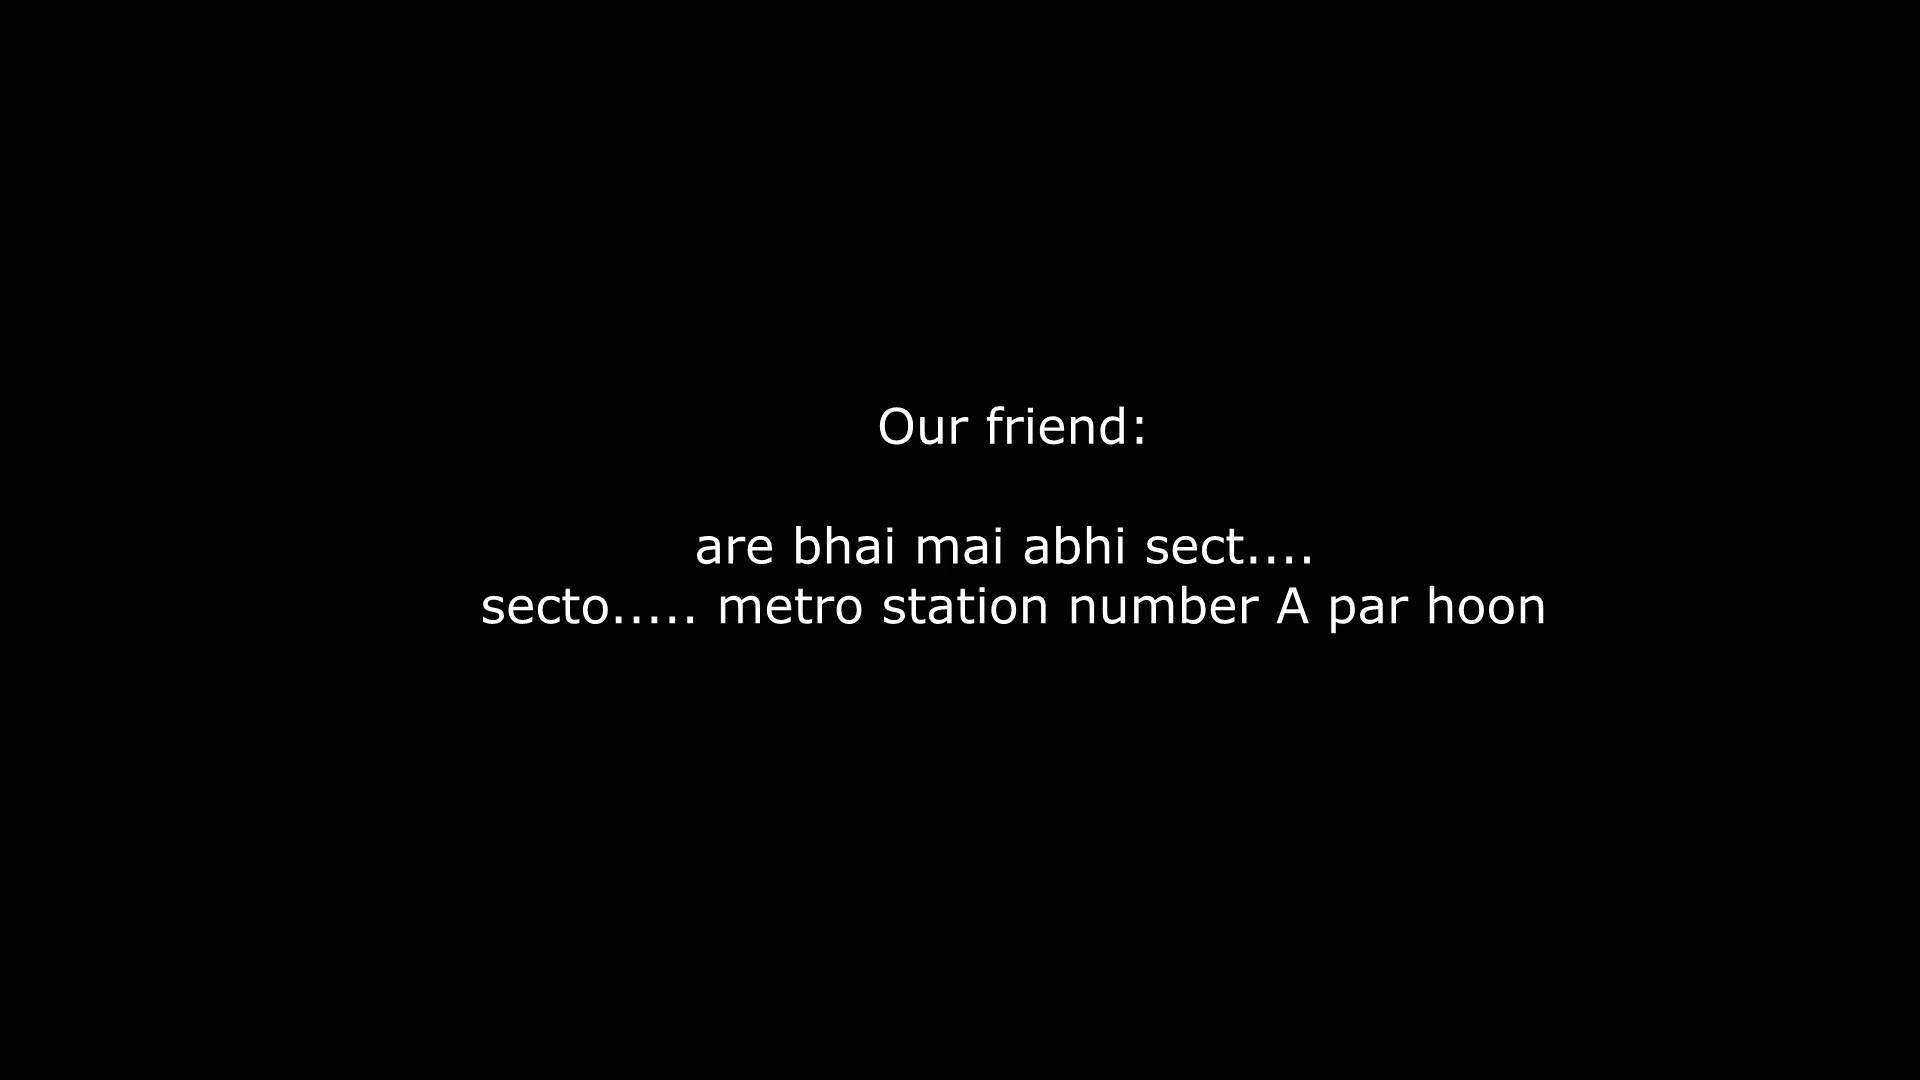 Our friend:
are bhai mai abhi sect....
secto..... metro station number A par hoon